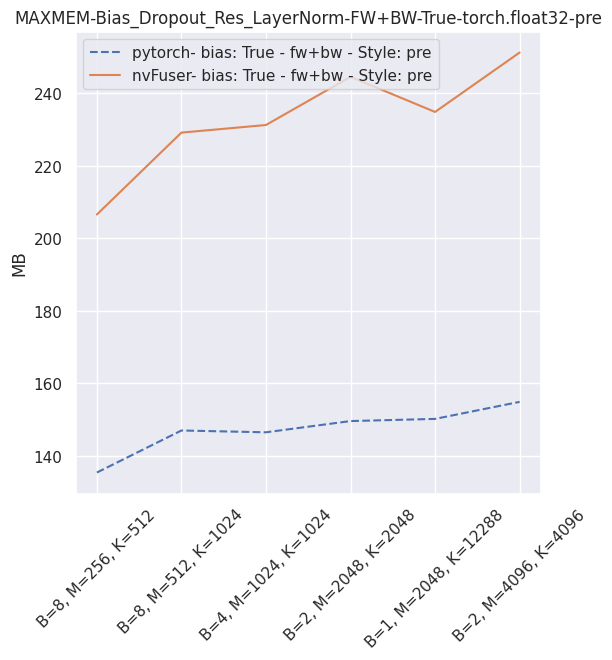 MAXMEM-Bias_Dropout_Res_LayerNorm-FW+BW-True-torch.float32-pre
pytorch- bias: True - fw+bw - Style: pre
nvFuser- bias: True - fw+bw - Style: pre
MB
240
220
200
180
160
140
B=8, M=256, K=512
B=8, M=512, K=1024
B=4, M=1024, K=1024
B=2, M=2048, K=2048
B=1, M=2048, K=12288
B=2, M=4096, K=4096